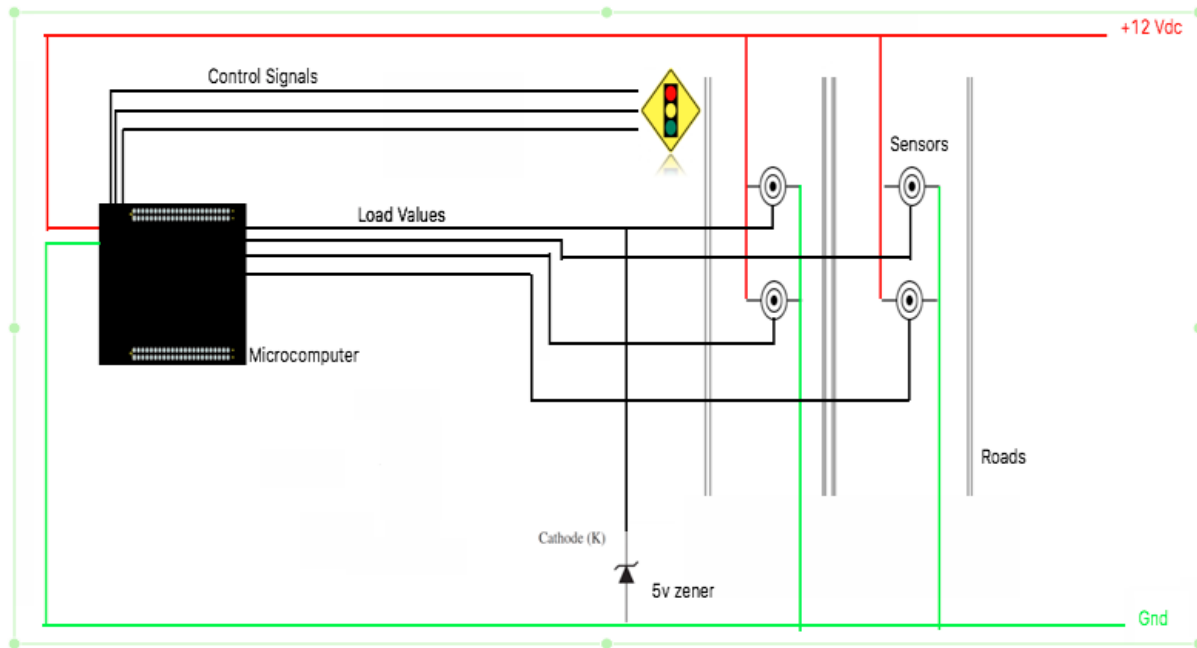 +12 Vdc
Control Signals
Sensors
Load Values
Microcomputer
Roads
Cathode (K)
5v zener
Gnd